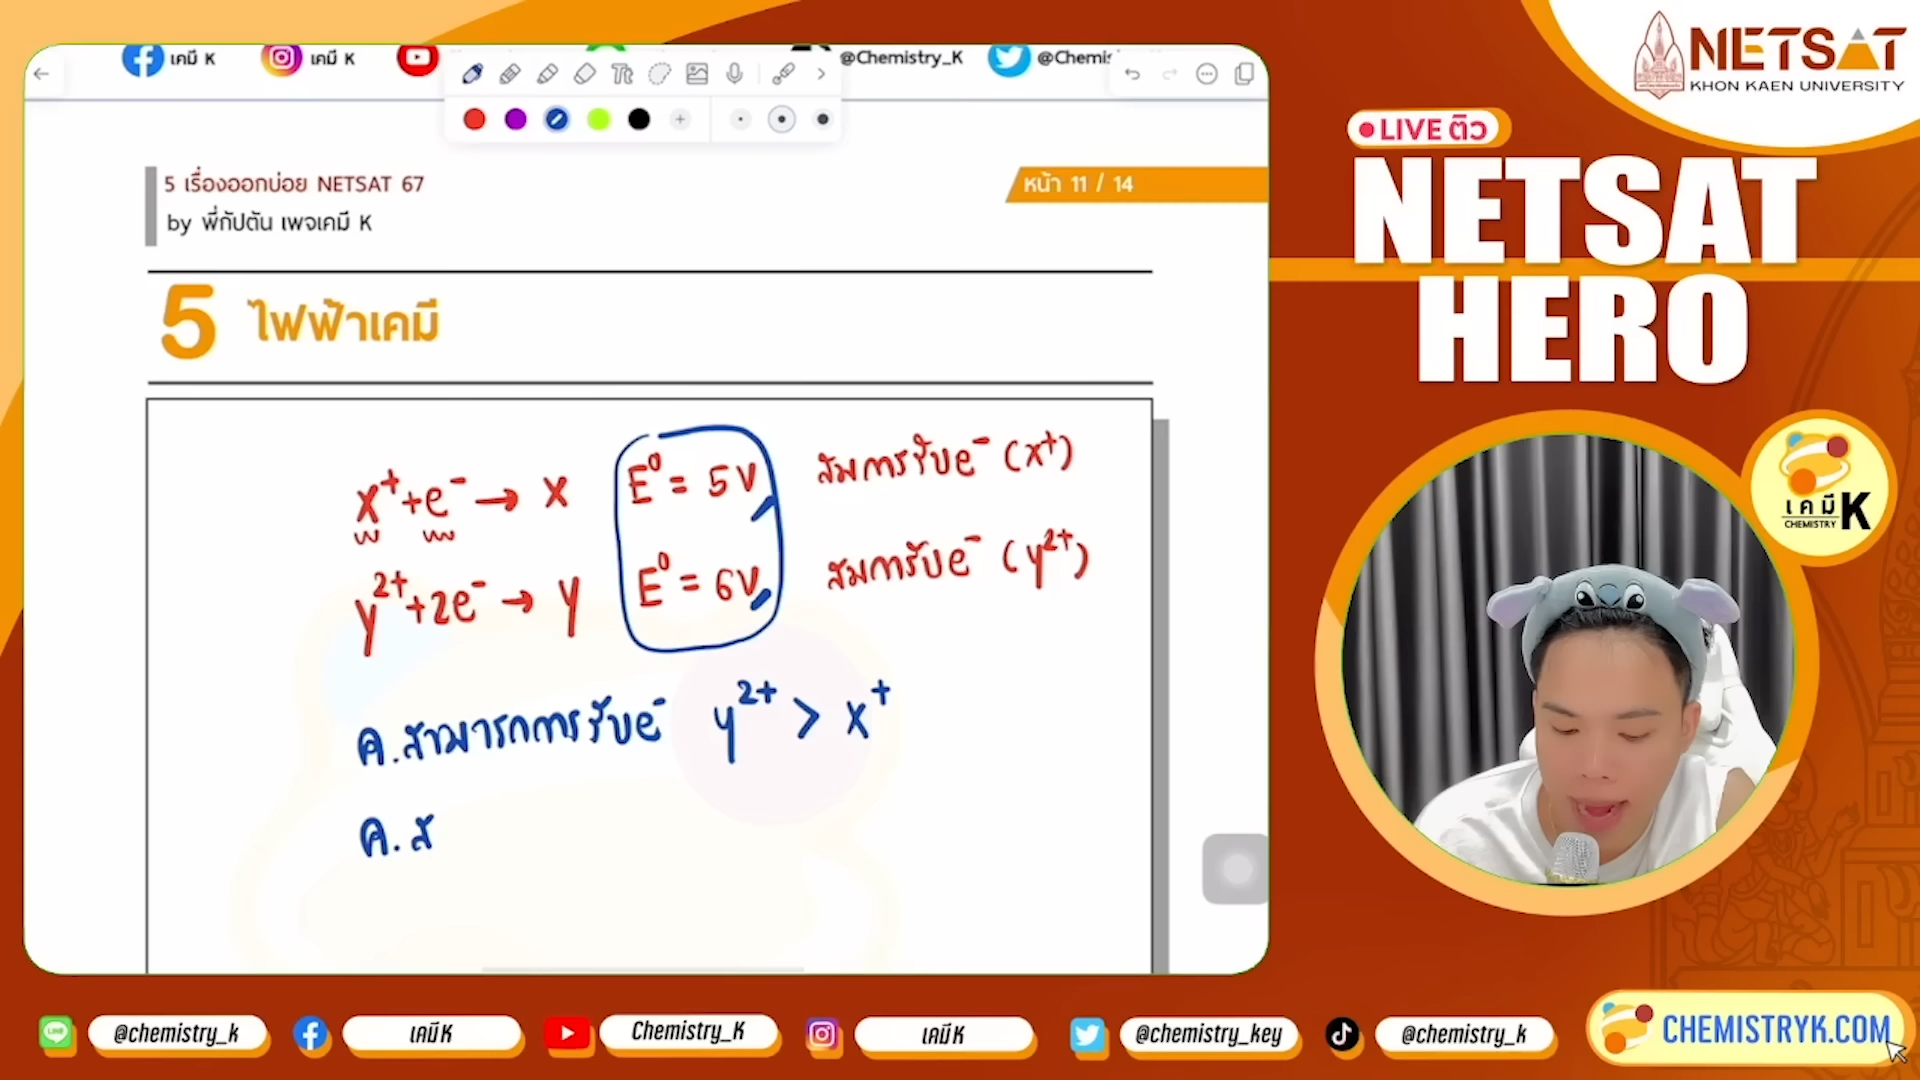 เคมี K
เคมี K
@Chemistry_K
@Chemis
NETSAT
KHON KAEN UNIVERSITY
LIVE ติว
NETSAT
HERO
เคมี K
CHEMISTRY
5 เรื่องออกบ่อย NETSAT 67
by พี่กัปตัน เพจเคมี K
หน้า 11 / 14
5 ไฟฟ้าเคมี
x⁺ + e⁻ → x E⁰ = 5 V สมการรับe⁻ (x⁺)
y²⁺ + 2e⁻ → y E⁰ = 6 V สมการรับe⁻ (y²⁺)
ค.สามารถการรับe⁻ y²⁺ > x⁺
ค.ส
@chemistry_k
เคมี K
Chemistry_K
เคมี K
@chemistry_key
@chemistry_k
CHEMISTRYK.COM